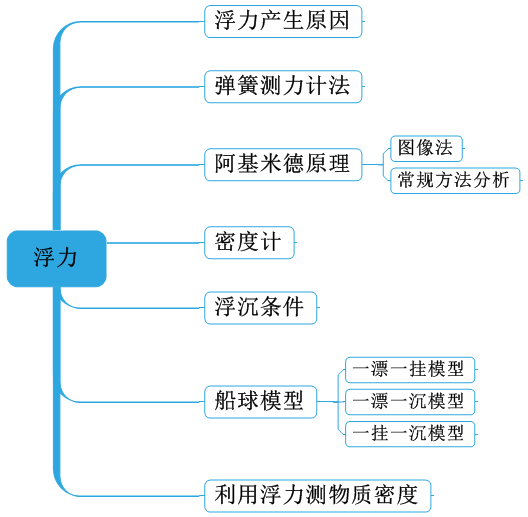 浮力产生原因
弹簧测力计法
阿基米德原理
图像法
常规方法分析
密度计
浮力
浮沉条件
船球模型
一漂一挂模型
一漂一沉模型
一挂一沉模型
利用浮力测物质密度